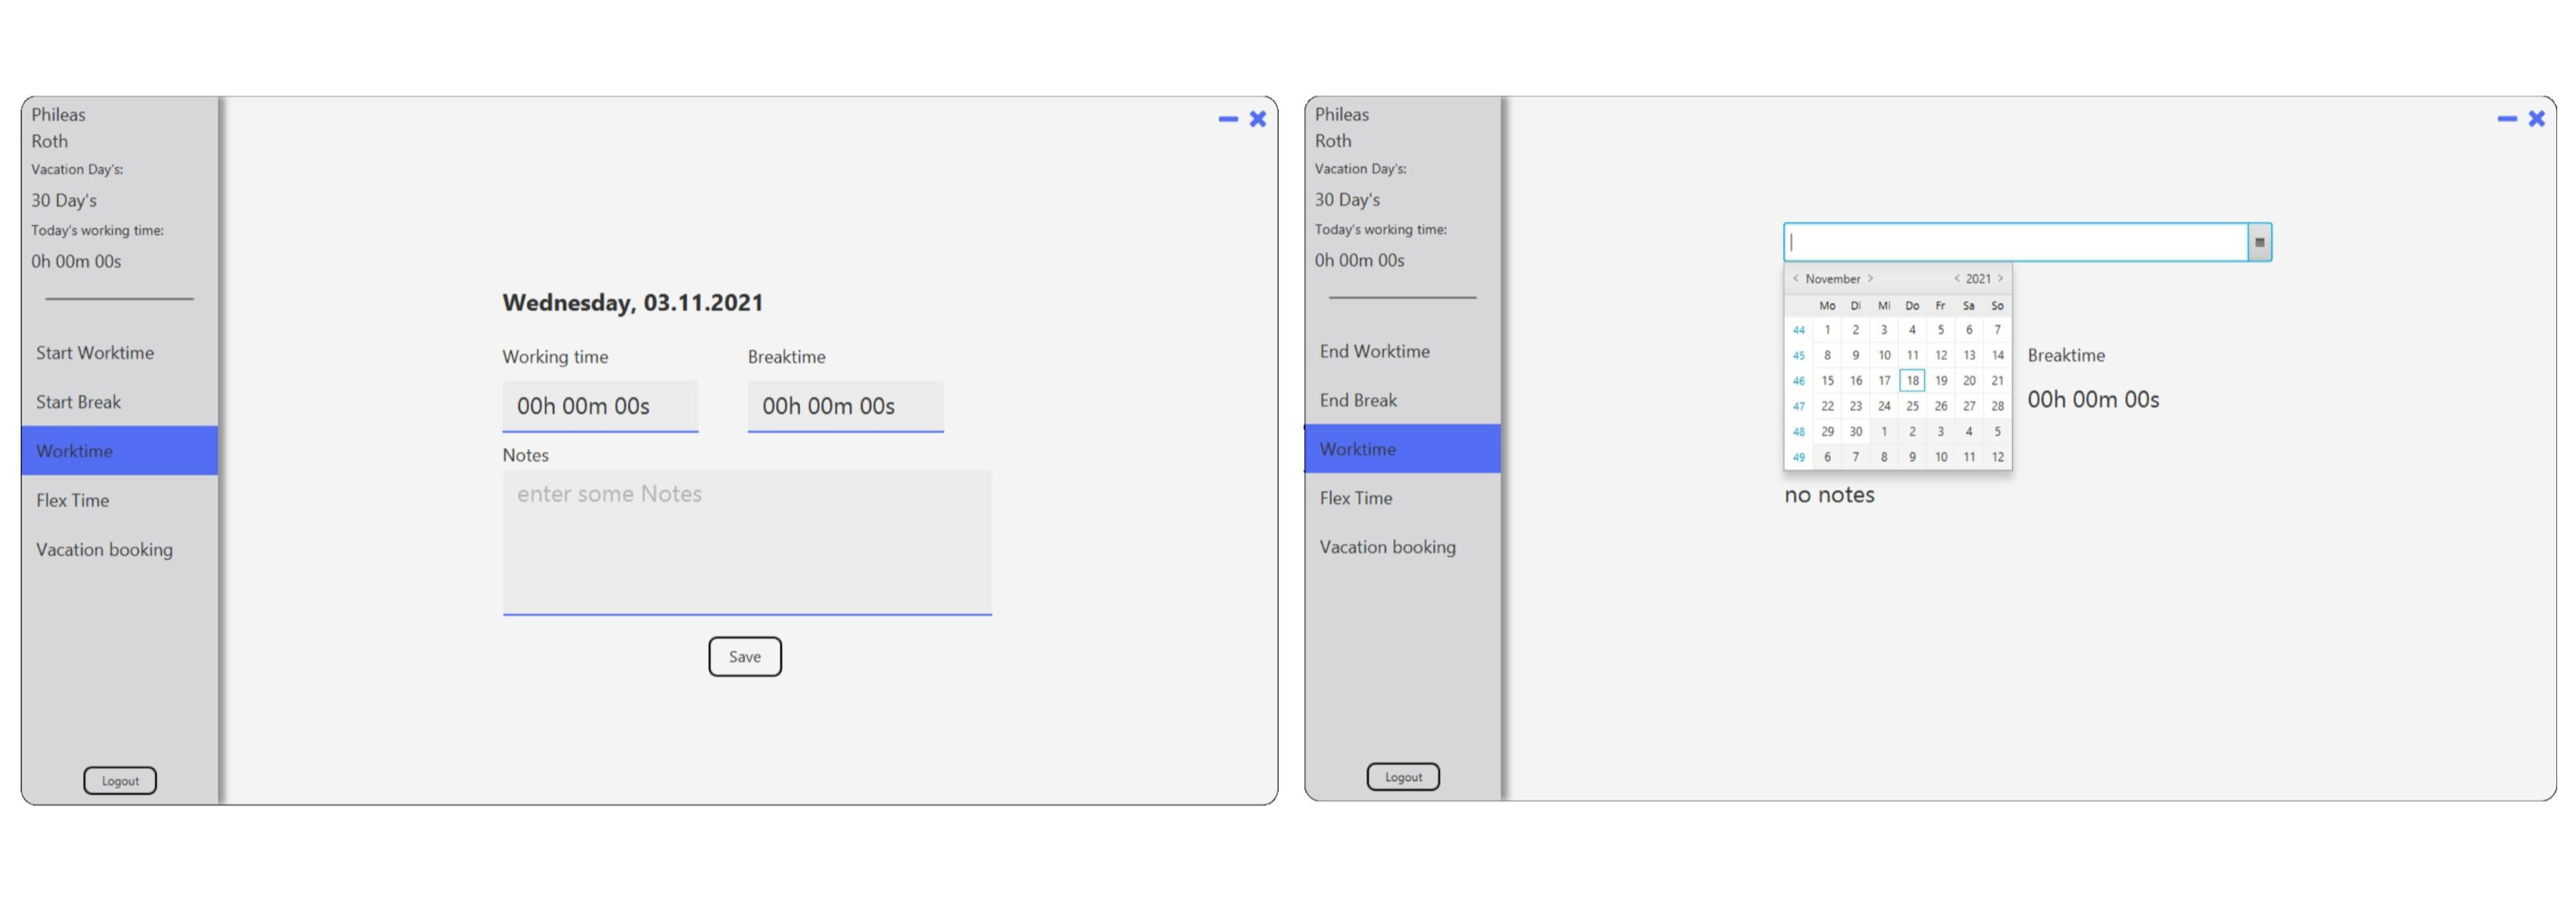 Phileas
Roth
Vacation Day's:
30 Day's
Today's working time:
0h 00m 00s
Start Worktime
Start Break
Worktime
Flex Time
Vacation booking
Logout
Wednesday, 03.11.2021
Working time Breaktime
00h 00m 00s 00h 00m 00s
Notes
enter some Notes
Save
Phileas
Roth
Vacation Day's:
30 Day's
Today's working time:
0h 00m 00s
End Worktime
End Break
Worktime
Flex Time
Vacation booking
Logout
< November > < 2021 >
Mo Di Mi Do Fr Sa So
44 1 2 3 4 5 6 7
45 8 9 10 11 12 13 14
46 15 16 17 18 19 20 21
47 22 23 24 25 26 27 28
48 29 30 1 2 3 4 5
49 6 7 8 9 10 11 12
Breaktime
00h 00m 00s
no notes